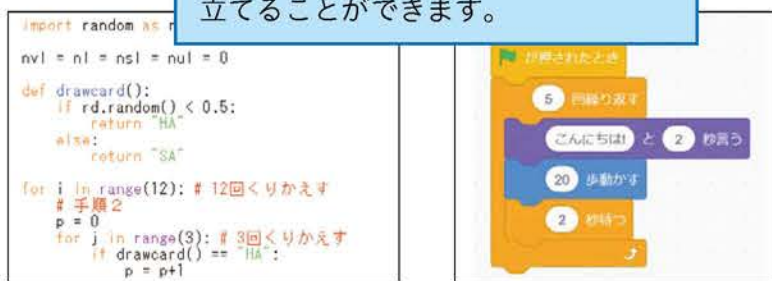 立てることができます。
import random as r
nvl = nl = nsl = nul = 0
def drawcard():
if rd.random() < 0.5:
return "HA"
else:
return "SA"
for i in range(12): # 12回くりかえす
# 手順2
p = 0
for j in range(3): # 3回くりかえす
if drawcard() == "HA":
p = p+1
が押されたとき
5 回繰り返す
こんにちは! と 2 秒言う
20 歩動かす
2 秒待つ